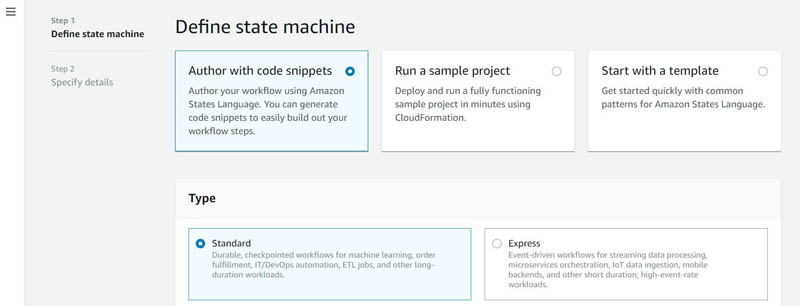 Step 1
Define state machine
Step 2
Specify details
Define state machine
Author with code snippets
Author your workflow using Amazon
States Language. You can generate
code snippets to easily build out your
workflow steps.
Run a sample project
Deploy and run a fully functioning
sample project in minutes using
CloudFormation.
Start with a template
Get started quickly with common
patterns for Amazon States Language.
Type
Standard
Durable, checkpointed workflows for machine learning, order
fulfillment, IT/DevOps automation, ETL jobs, and other long-
duration workloads.
Express
Event-driven workflows for streaming data processing,
microservices orchestration, IoT data ingestion, mobile
backends, and other short duration, high-event-rate
workloads.